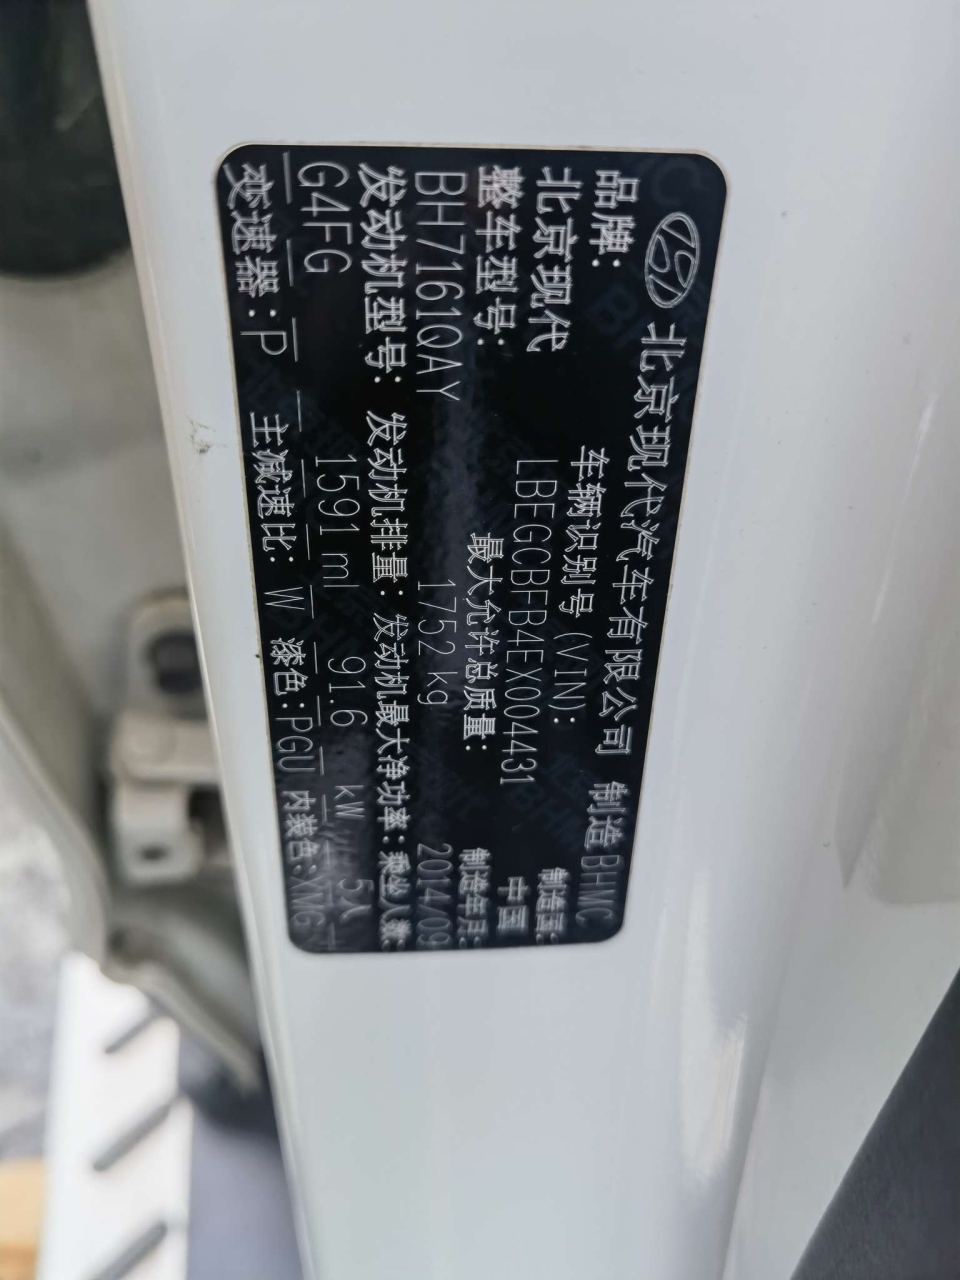 北京现代汽车有限公司 制造 BHMC
品牌: 车辆识别号(VIN): 制造国:
北京现代 LBEGCBFB4EX004431 中国
整车型号: 最大允许总质量: 制造年月:
BH7161QAY 1752 kg 2014/09
发动机型号: 发动机排量: 发动机最大净功率: 乘坐人数:
G4FG 1591 ml 91.6 kW 5人
变速器: P 主减速比: W 漆色: PGU 内装色: